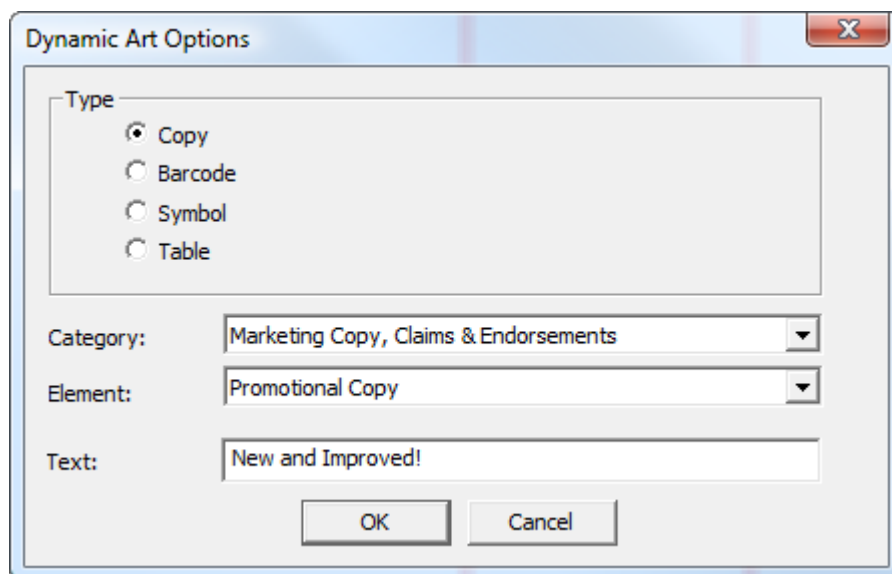 Dynamic Art Options
Type
Copy
Barcode
Symbol
Table
Category: Marketing Copy, Claims & Endorsements
Element: Promotional Copy
Text: New and Improved!
OK Cancel